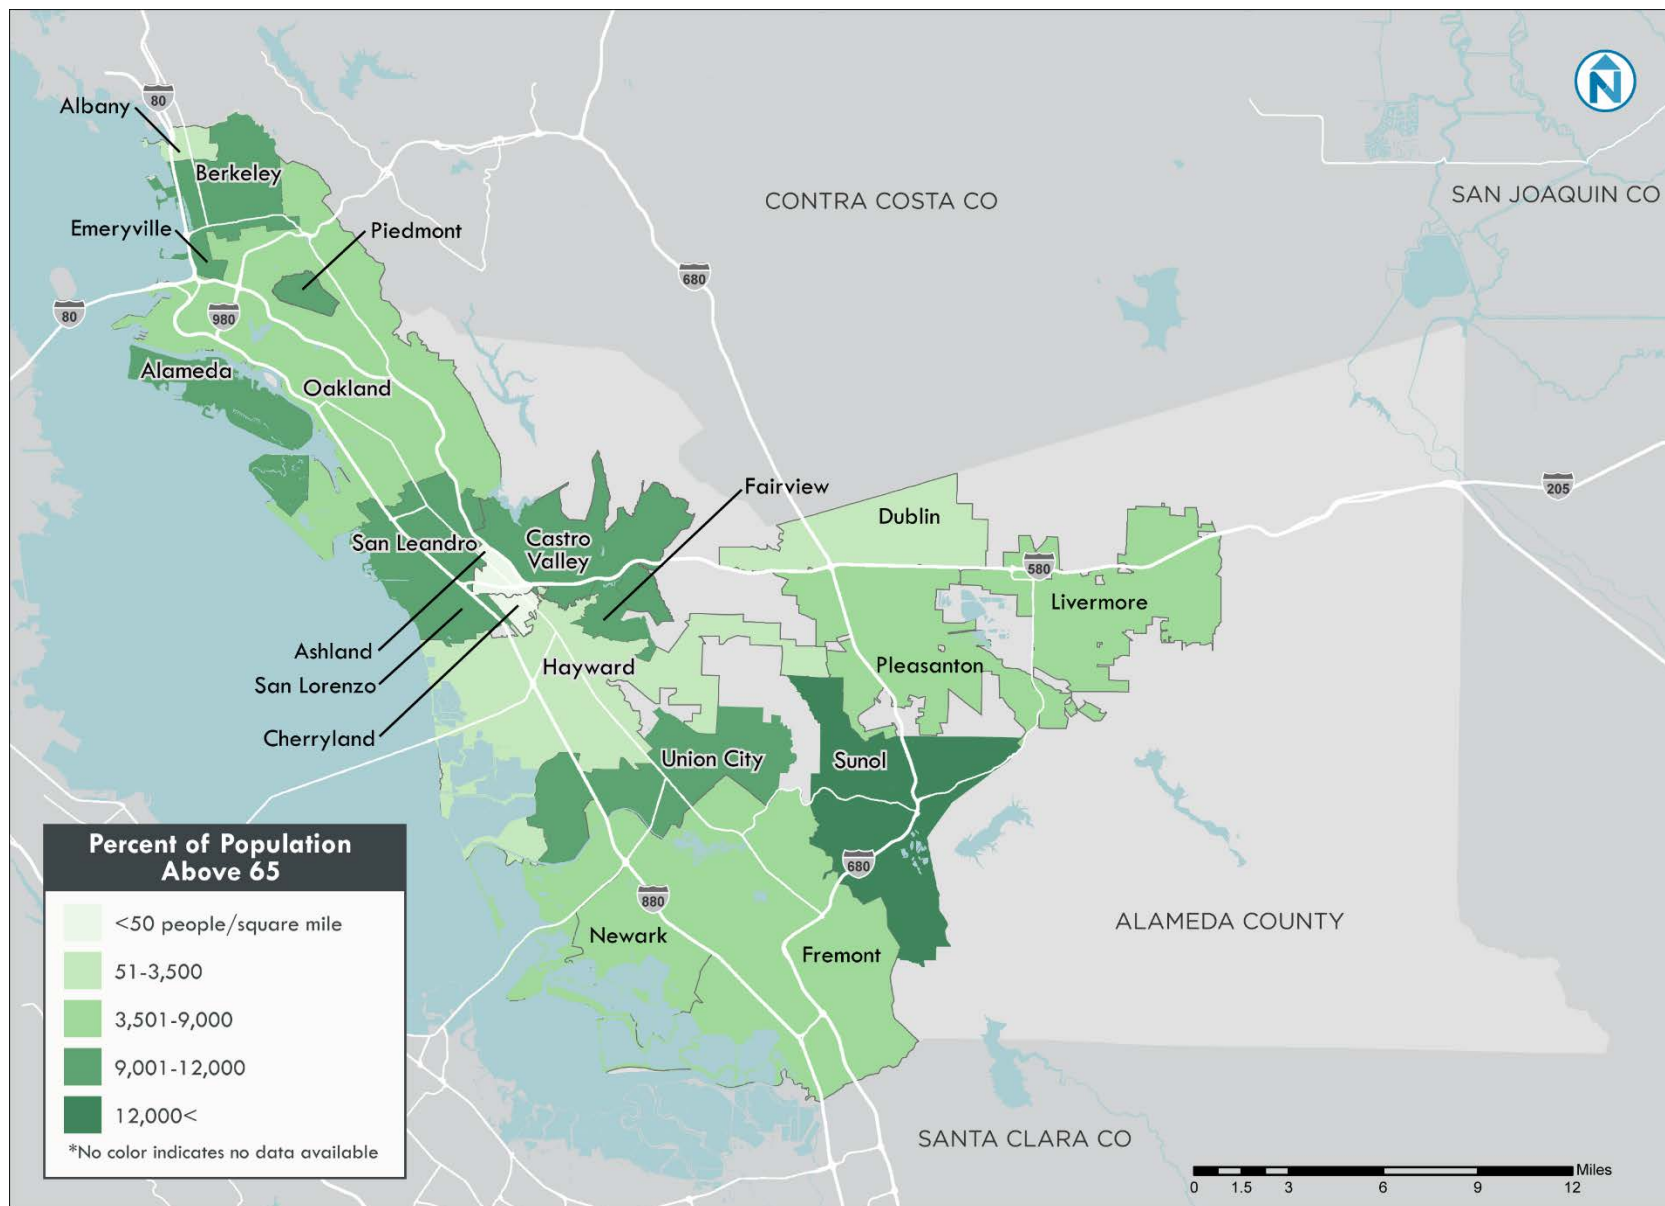 80
Albany
Berkeley
CONTRA COSTA CO
SAN JOAQUIN CO
Emeryville
Piedmont
680
80
980
Alameda
Oakland
Fairview
205
Dublin
San Leandro
Castro
Valley
580
Livermore
Ashland
Hayward
Pleasanton
San Lorenzo
Cherryland
Union City
Sunol
680
880
ALAMEDA COUNTY
Newark
Fremont
SANTA CLARA CO
N
Percent of Population
Above 65
<50 people/square mile
51-3,500
3,501-9,000
9,001-12,000
12,000<
*No color indicates no data available
Miles
0 1.5 3 6 9 12